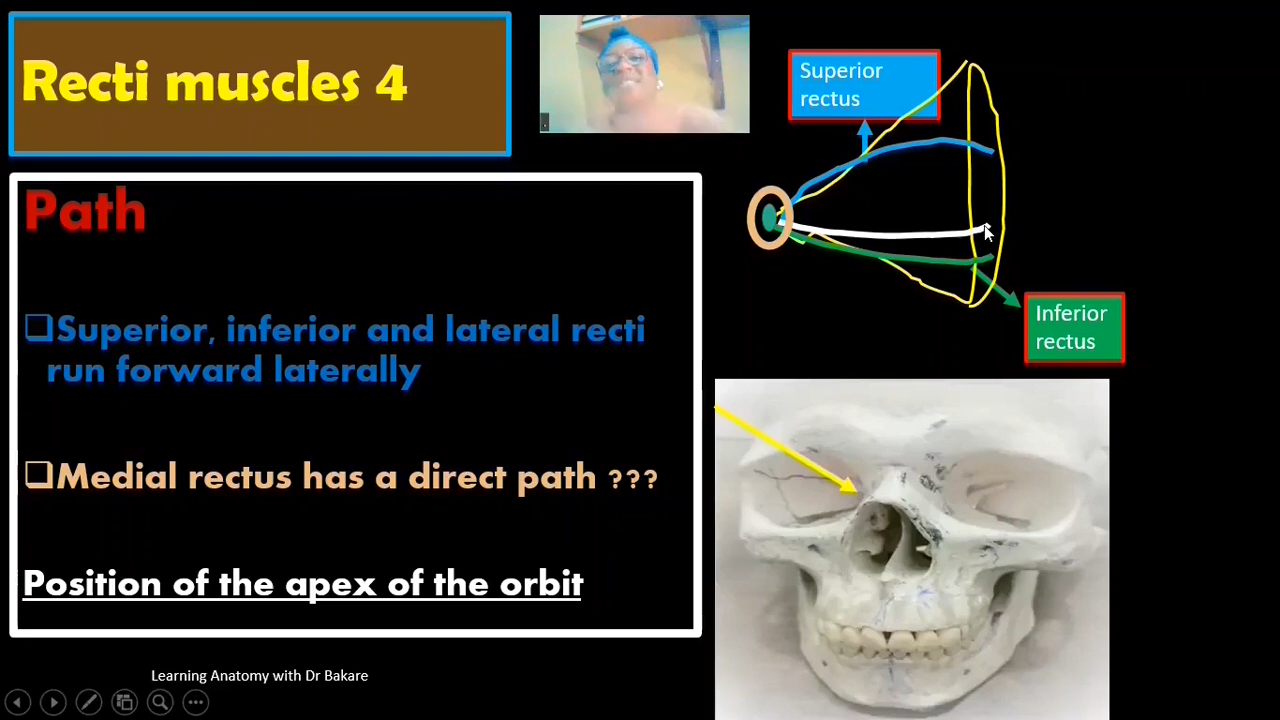 Recti muscles 4
Superior
rectus
Path
Superior, inferior and lateral recti
run forward laterally
Inferior
rectus
Medial rectus has a direct path ???
Position of the apex of the orbit
Learning Anatomy with Dr Bakare